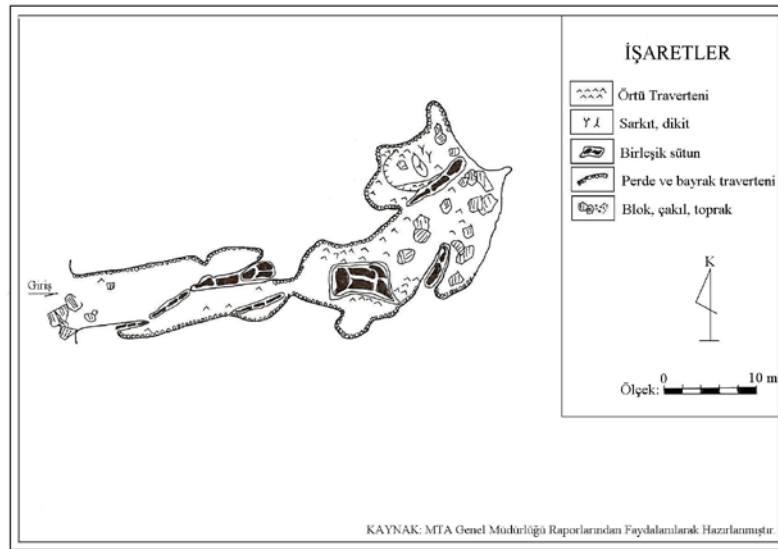 İŞARETLER
Örtü Traverteni
Sarkıt, dikit
Birleşik sütun
Perde ve bayrak traverteni
Blok, çakıl, toprak
Giriş
K
0 10 m
Ölçek:
KAYNAK: MTA Genel Müdürlüğü Raporlarından Faydalanılarak Hazırlanmıştır.